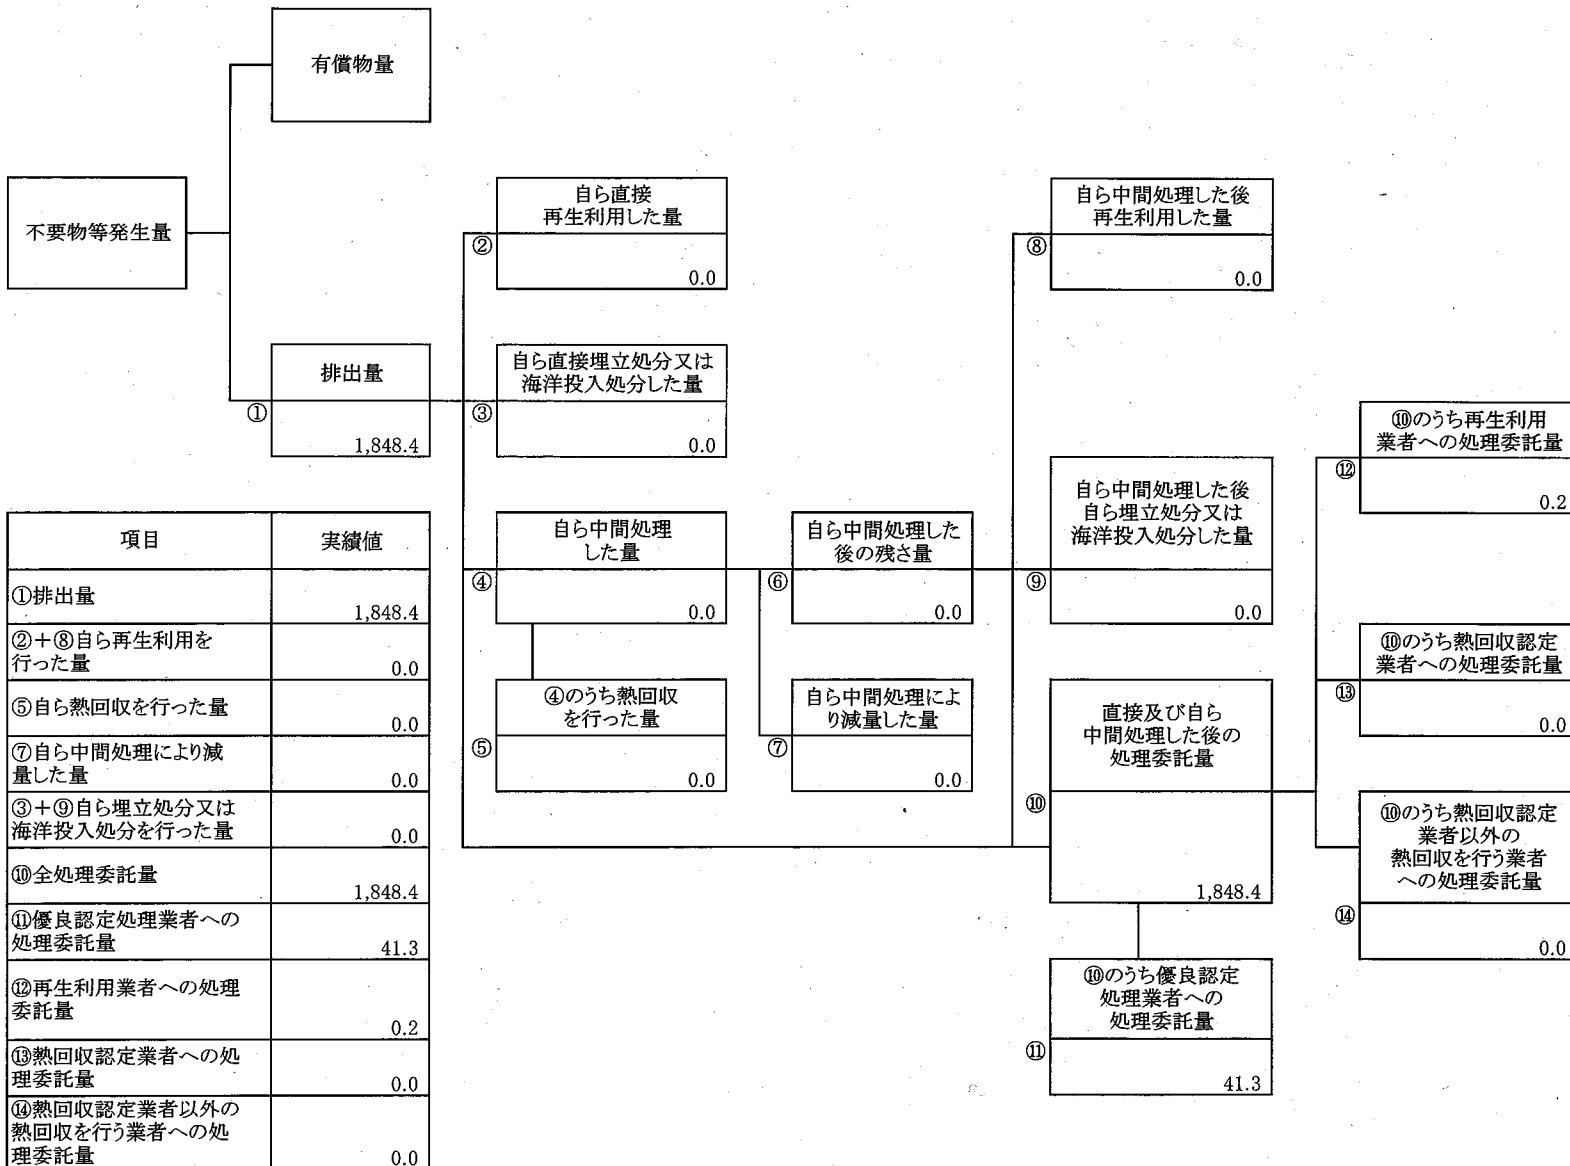 有償物量
不要物等発生量
排出量
①
1,848.4
自ら直接
再生利用した量
②
0.0
自ら直接埋立処分又は
海洋投入処分した量
③
0.0
自ら中間処理
した量
④
0.0
④のうち熱回収
を行った量
⑤
0.0
自ら中間処理した
後の残さ量
⑥
0.0
自ら中間処理によ
り減量した量
⑦
0.0
自ら中間処理した後
再生利用した量
⑧
0.0
自ら中間処理した後
自ら埋立処分又は
海洋投入処分した量
⑨
0.0
直接及び自ら
中間処理した後の
処理委託量
⑩
1,848.4
⑩のうち優良認定
処理業者への
処理委託量
⑪
41.3
⑩のうち再生利用
業者への処理委託量
⑫
0.2
⑩のうち熱回収認定
業者への処理委託量
⑬
0.0
⑩のうち熱回収認定
業者以外の
熱回収を行う業者
への処理委託量
⑭
0.0
項目 実績値
①排出量
1,848.4
②+⑧自ら再生利用を
行った量
0.0
⑤自ら熱回収を行った量
0.0
⑦自ら中間処理により減
量した量
0.0
③+⑨自ら埋立処分又は
海洋投入処分を行った量
0.0
⑩全処理委託量
1,848.4
⑪優良認定処理業者への
処理委託量
41.3
⑫再生利用業者への処理
委託量
0.2
⑬熱回収認定業者への処
理委託量
0.0
⑭熱回収認定業者以外の
熱回収を行う業者への処
理委託量
0.0